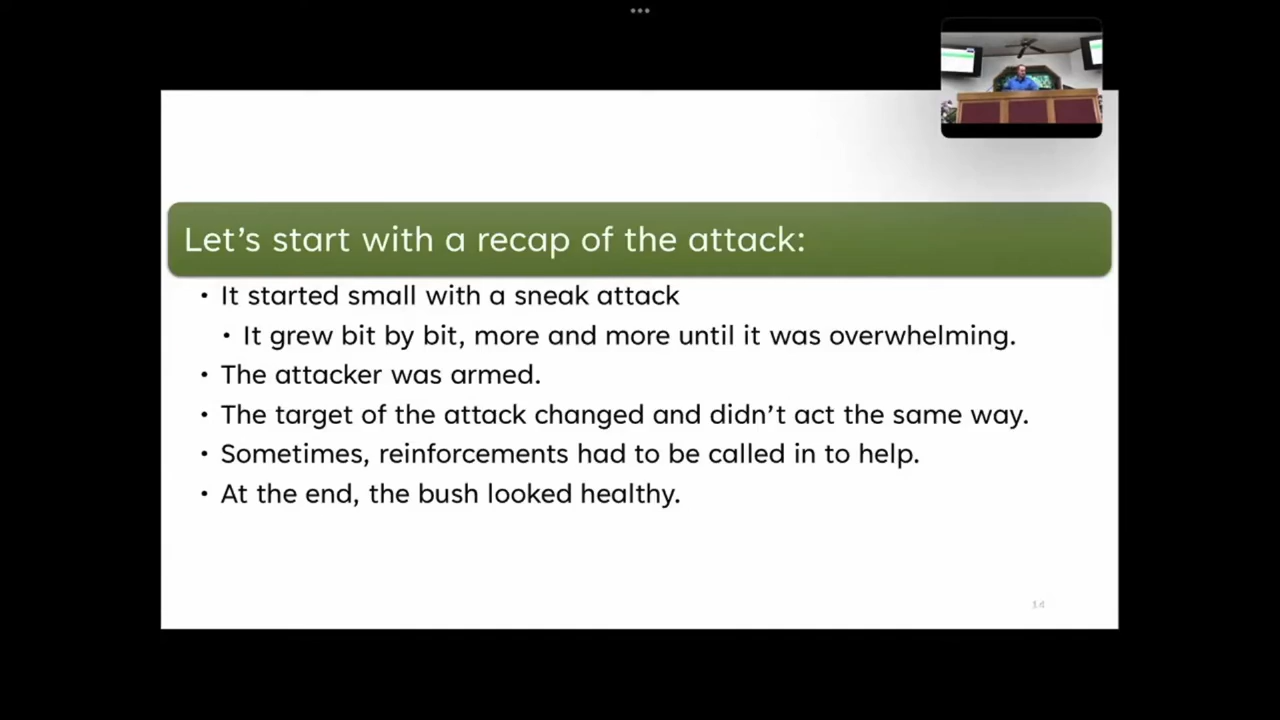 Let’s start with a recap of the attack:
• It started small with a sneak attack
• It grew bit by bit, more and more until it was overwhelming.
• The attacker was armed.
• The target of the attack changed and didn’t act the same way.
• Sometimes, reinforcements had to be called in to help.
• At the end, the bush looked healthy.
14